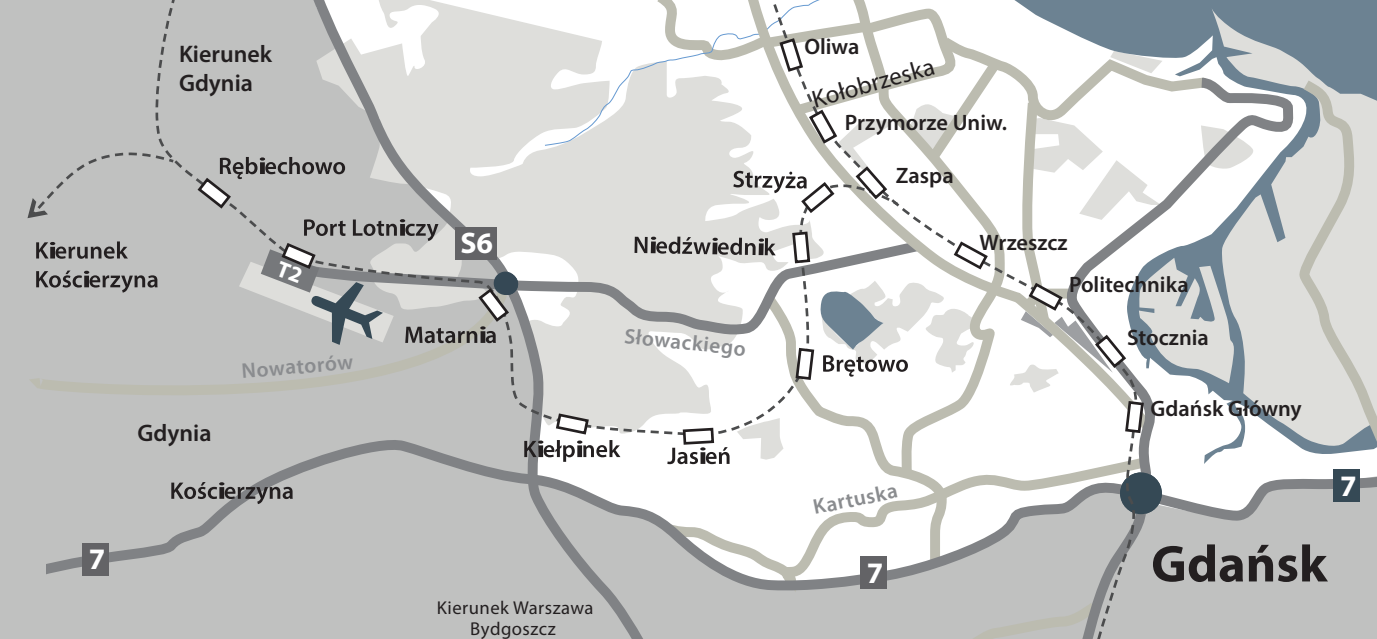 Kierunek
Gdynia
Oliwa
Kołobrzeska
Przymorze Uniw.
Rębiechowo
Strzyża
Zaspa
Port Lotniczy
S6
Niedźwiednik
Wrzeszcz
Kierunek
Kościerzyna
T2
Politechnika
Matarnia
Słowackiego
Stocznia
Nowatorów
Brętowo
Gdańsk Główny
Gdynia
Kiełpinek
Jasień
Kościerzyna
Kartuska
7
7
7
Gdańsk
Kierunek Warszawa
Bydgoszcz